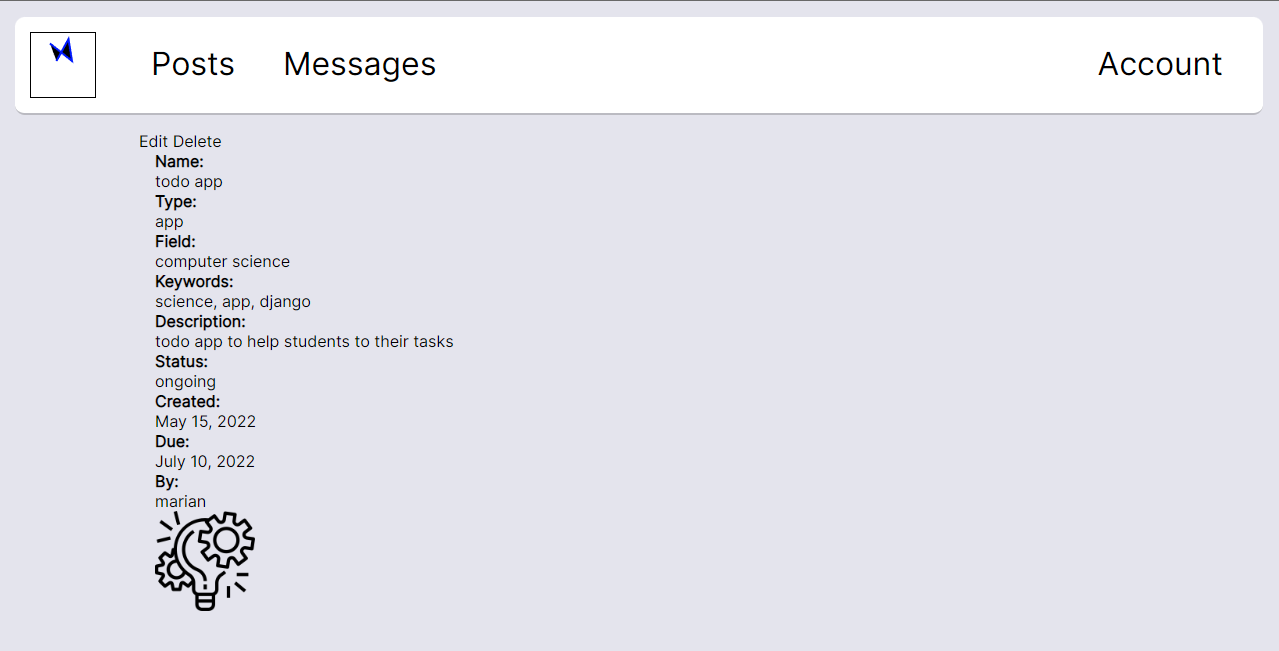 Posts Messages Account
Edit Delete
Name:
todo app
Type:
app
Field:
computer science
Keywords:
science, app, django
Description:
todo app to help students to their tasks
Status:
ongoing
Created:
May 15, 2022
Due:
July 10, 2022
By:
marian